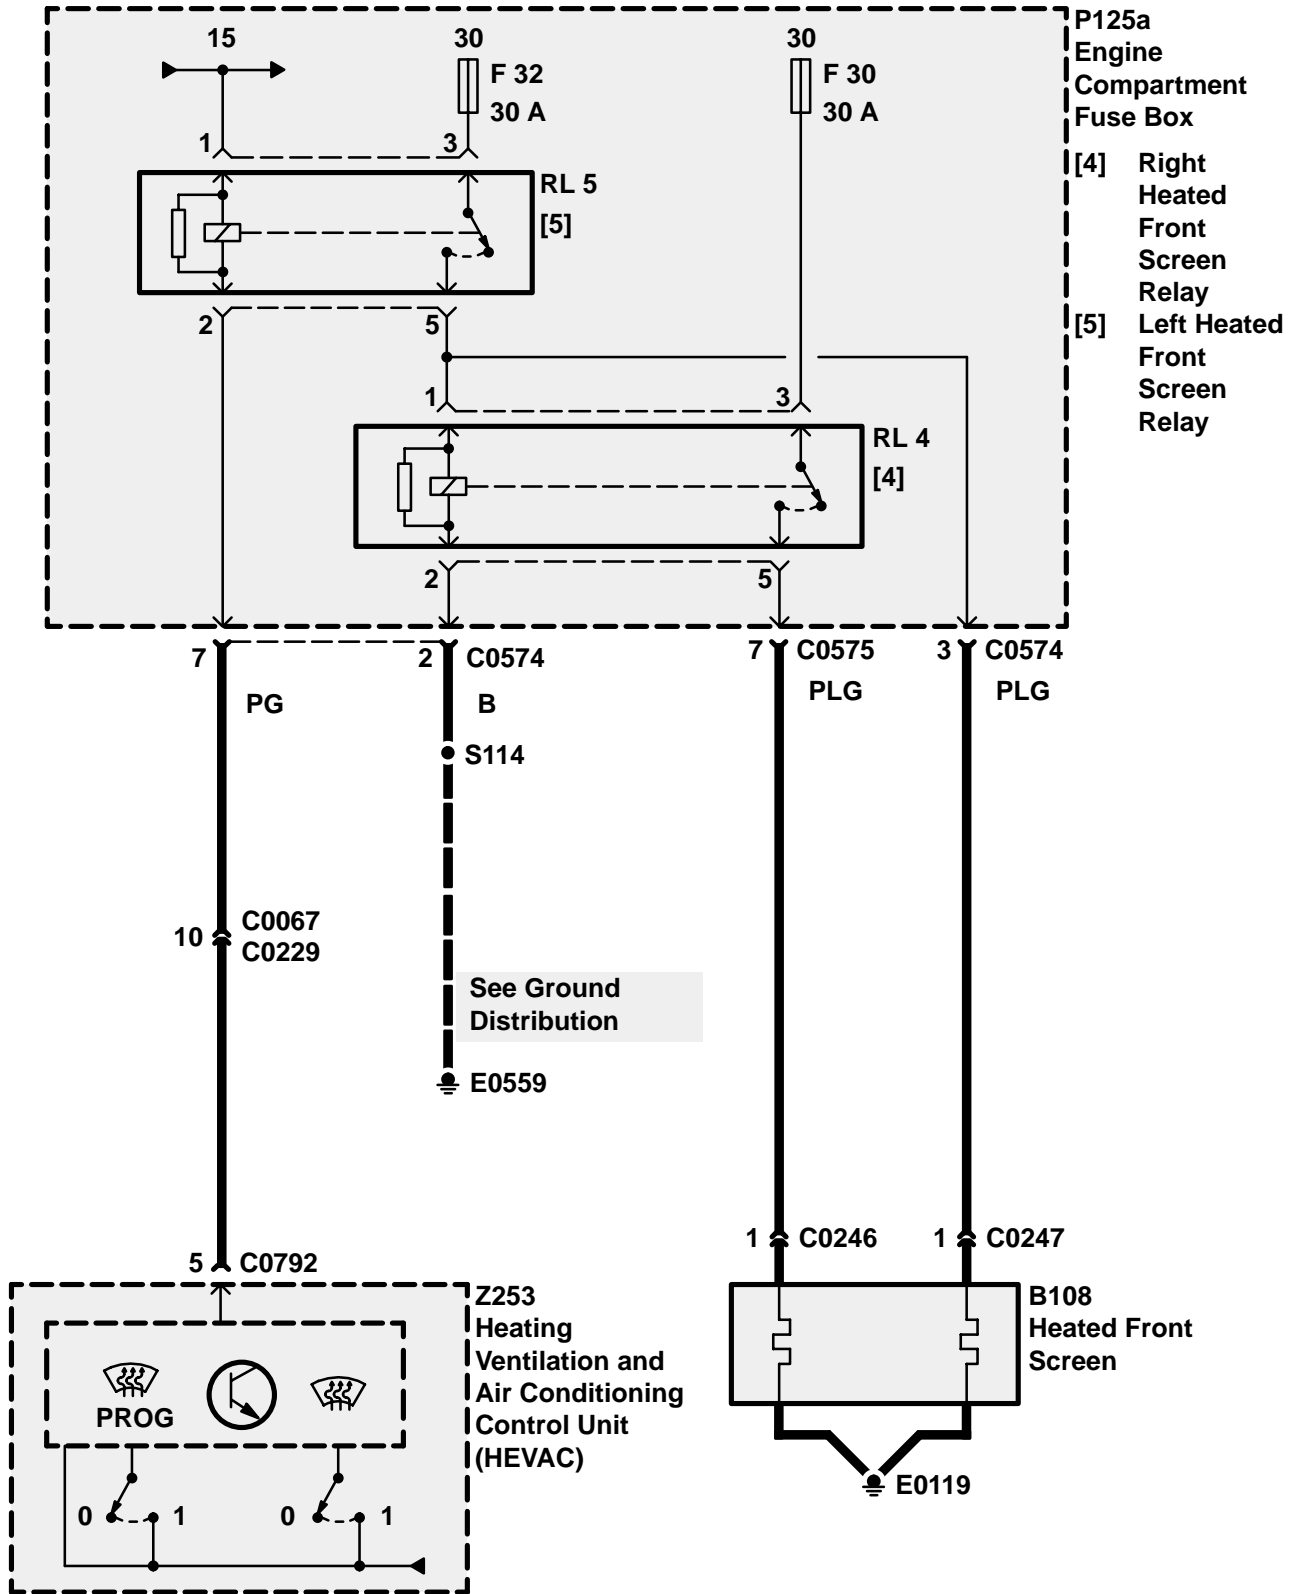 P125a
Engine
Compartment
Fuse Box
[4] Right
Heated
Front
Screen
Relay
[5] Left Heated
Front
Screen
Relay
15
30
F 32
30 A
30
F 30
30 A
1
3
RL 5
[5]
2
5
1
3
RL 4
[4]
2
5
7
2
C0574
7
C0575
3
C0574
PG
B
PLG
PLG
S114
10
C0067
C0229
See Ground
Distribution
E0559
5
C0792
1
C0246
1
C0247
Z253
Heating
Ventilation and
Air Conditioning
Control Unit
(HEVAC)
PROG
0
1
0
1
B108
Heated Front
Screen
E0119